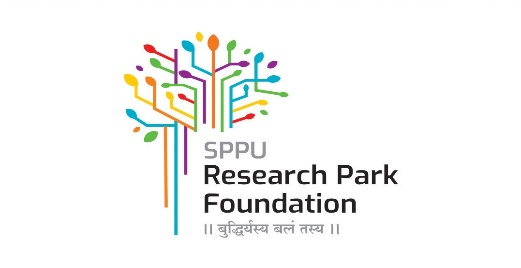 SPPU
Research Park
Foundation
।। बुद्धिर्यस्य बलं तस्य ।।